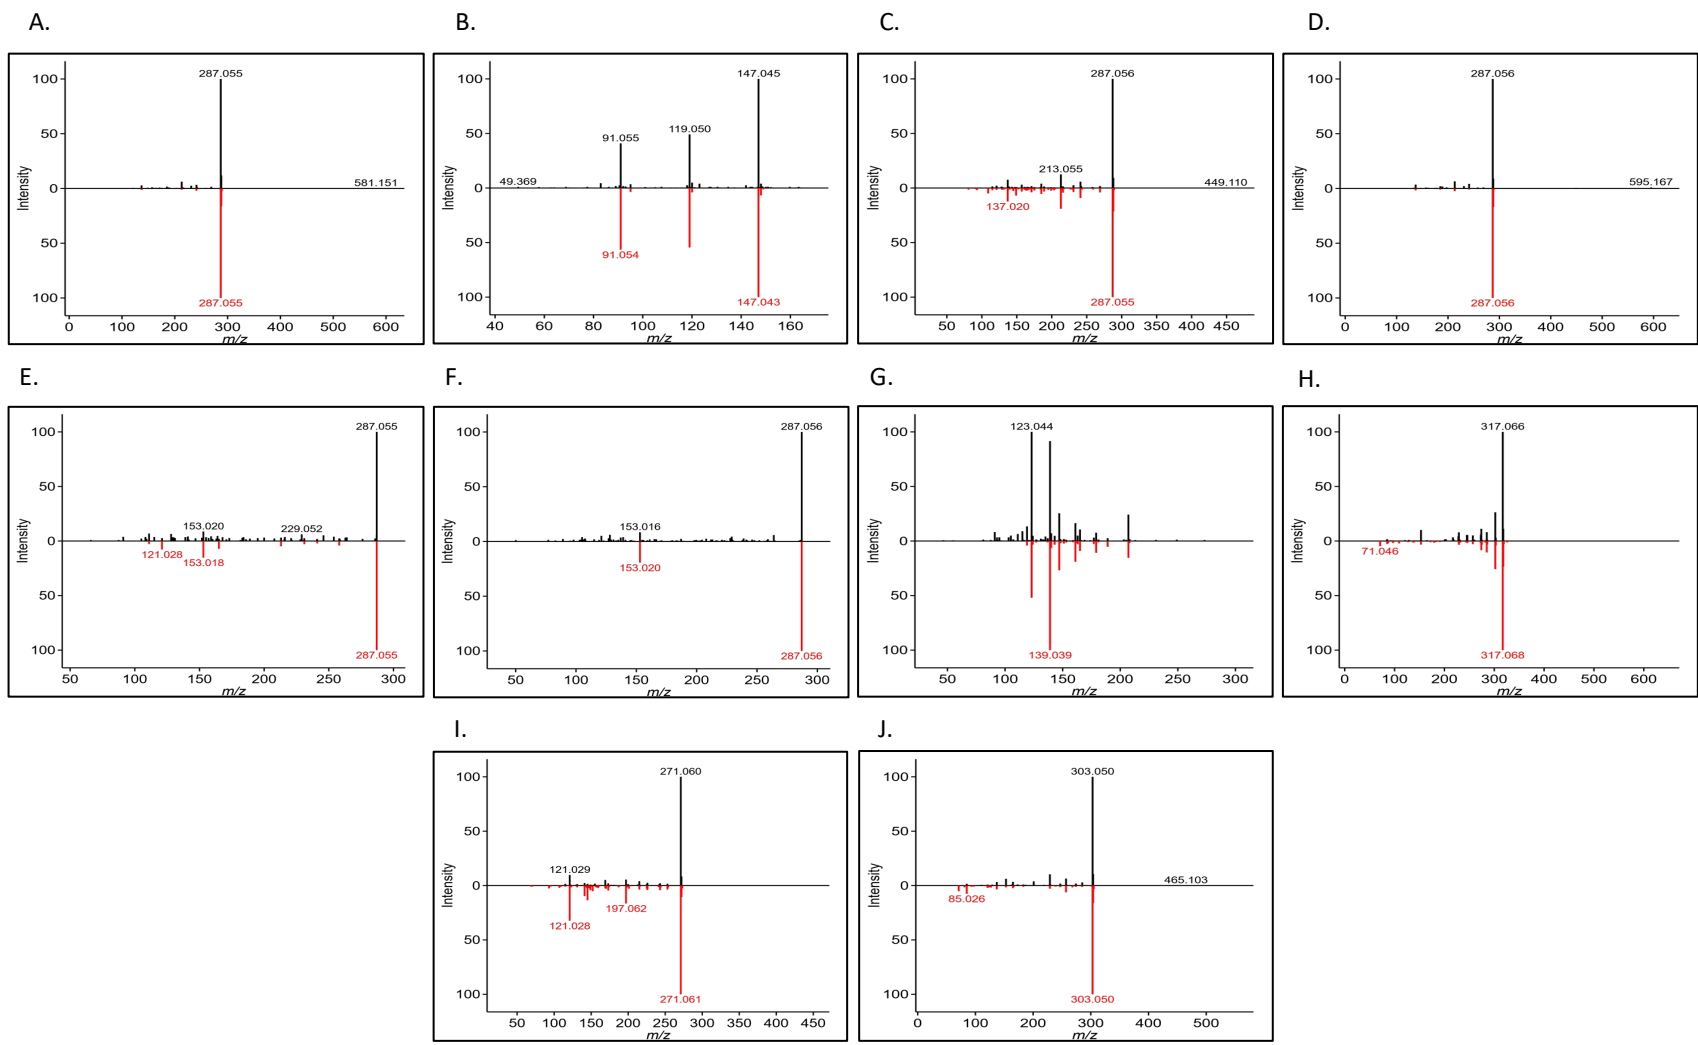 A. B. C. D.
287.055
581.151
287.055
100
50
0
50
100
0 100 200 300 400 500 600
Intensity
m/z
147.045
119.050
91.055
49.369
91.054
147.043
100
50
0
50
100
40 60 80 100 120 140 160
Intensity
m/z
287.056
213.055
449.110
137.020
287.055
100
50
0
50
100
50 100 150 200 250 300 350 400 450
Intensity
m/z
287.056
595.167
287.056
100
50
0
50
100
0 100 200 300 400 500 600
Intensity
m/z
E. F. G. H.
287.055
153.020
229.052
121.028
153.018
287.055
100
50
0
50
100
50 100 150 200 250 300
Intensity
m/z
287.056
153.016
153.020
287.056
100
50
0
50
100
50 100 150 200 250 300
Intensity
m/z
123.044
139.039
100
50
0
50
100
50 100 150 200 250 300
Intensity
m/z
317.066
71.046
317.068
100
50
0
50
100
0 100 200 300 400 500 600
Intensity
m/z
I. J.
271.060
121.029
197.062
121.028
271.061
100
50
0
50
100
50 100 150 200 250 300 350 400 450
Intensity
m/z
303.050
465.103
85.026
303.050
100
50
0
50
100
0 100 200 300 400 500
Intensity
m/z